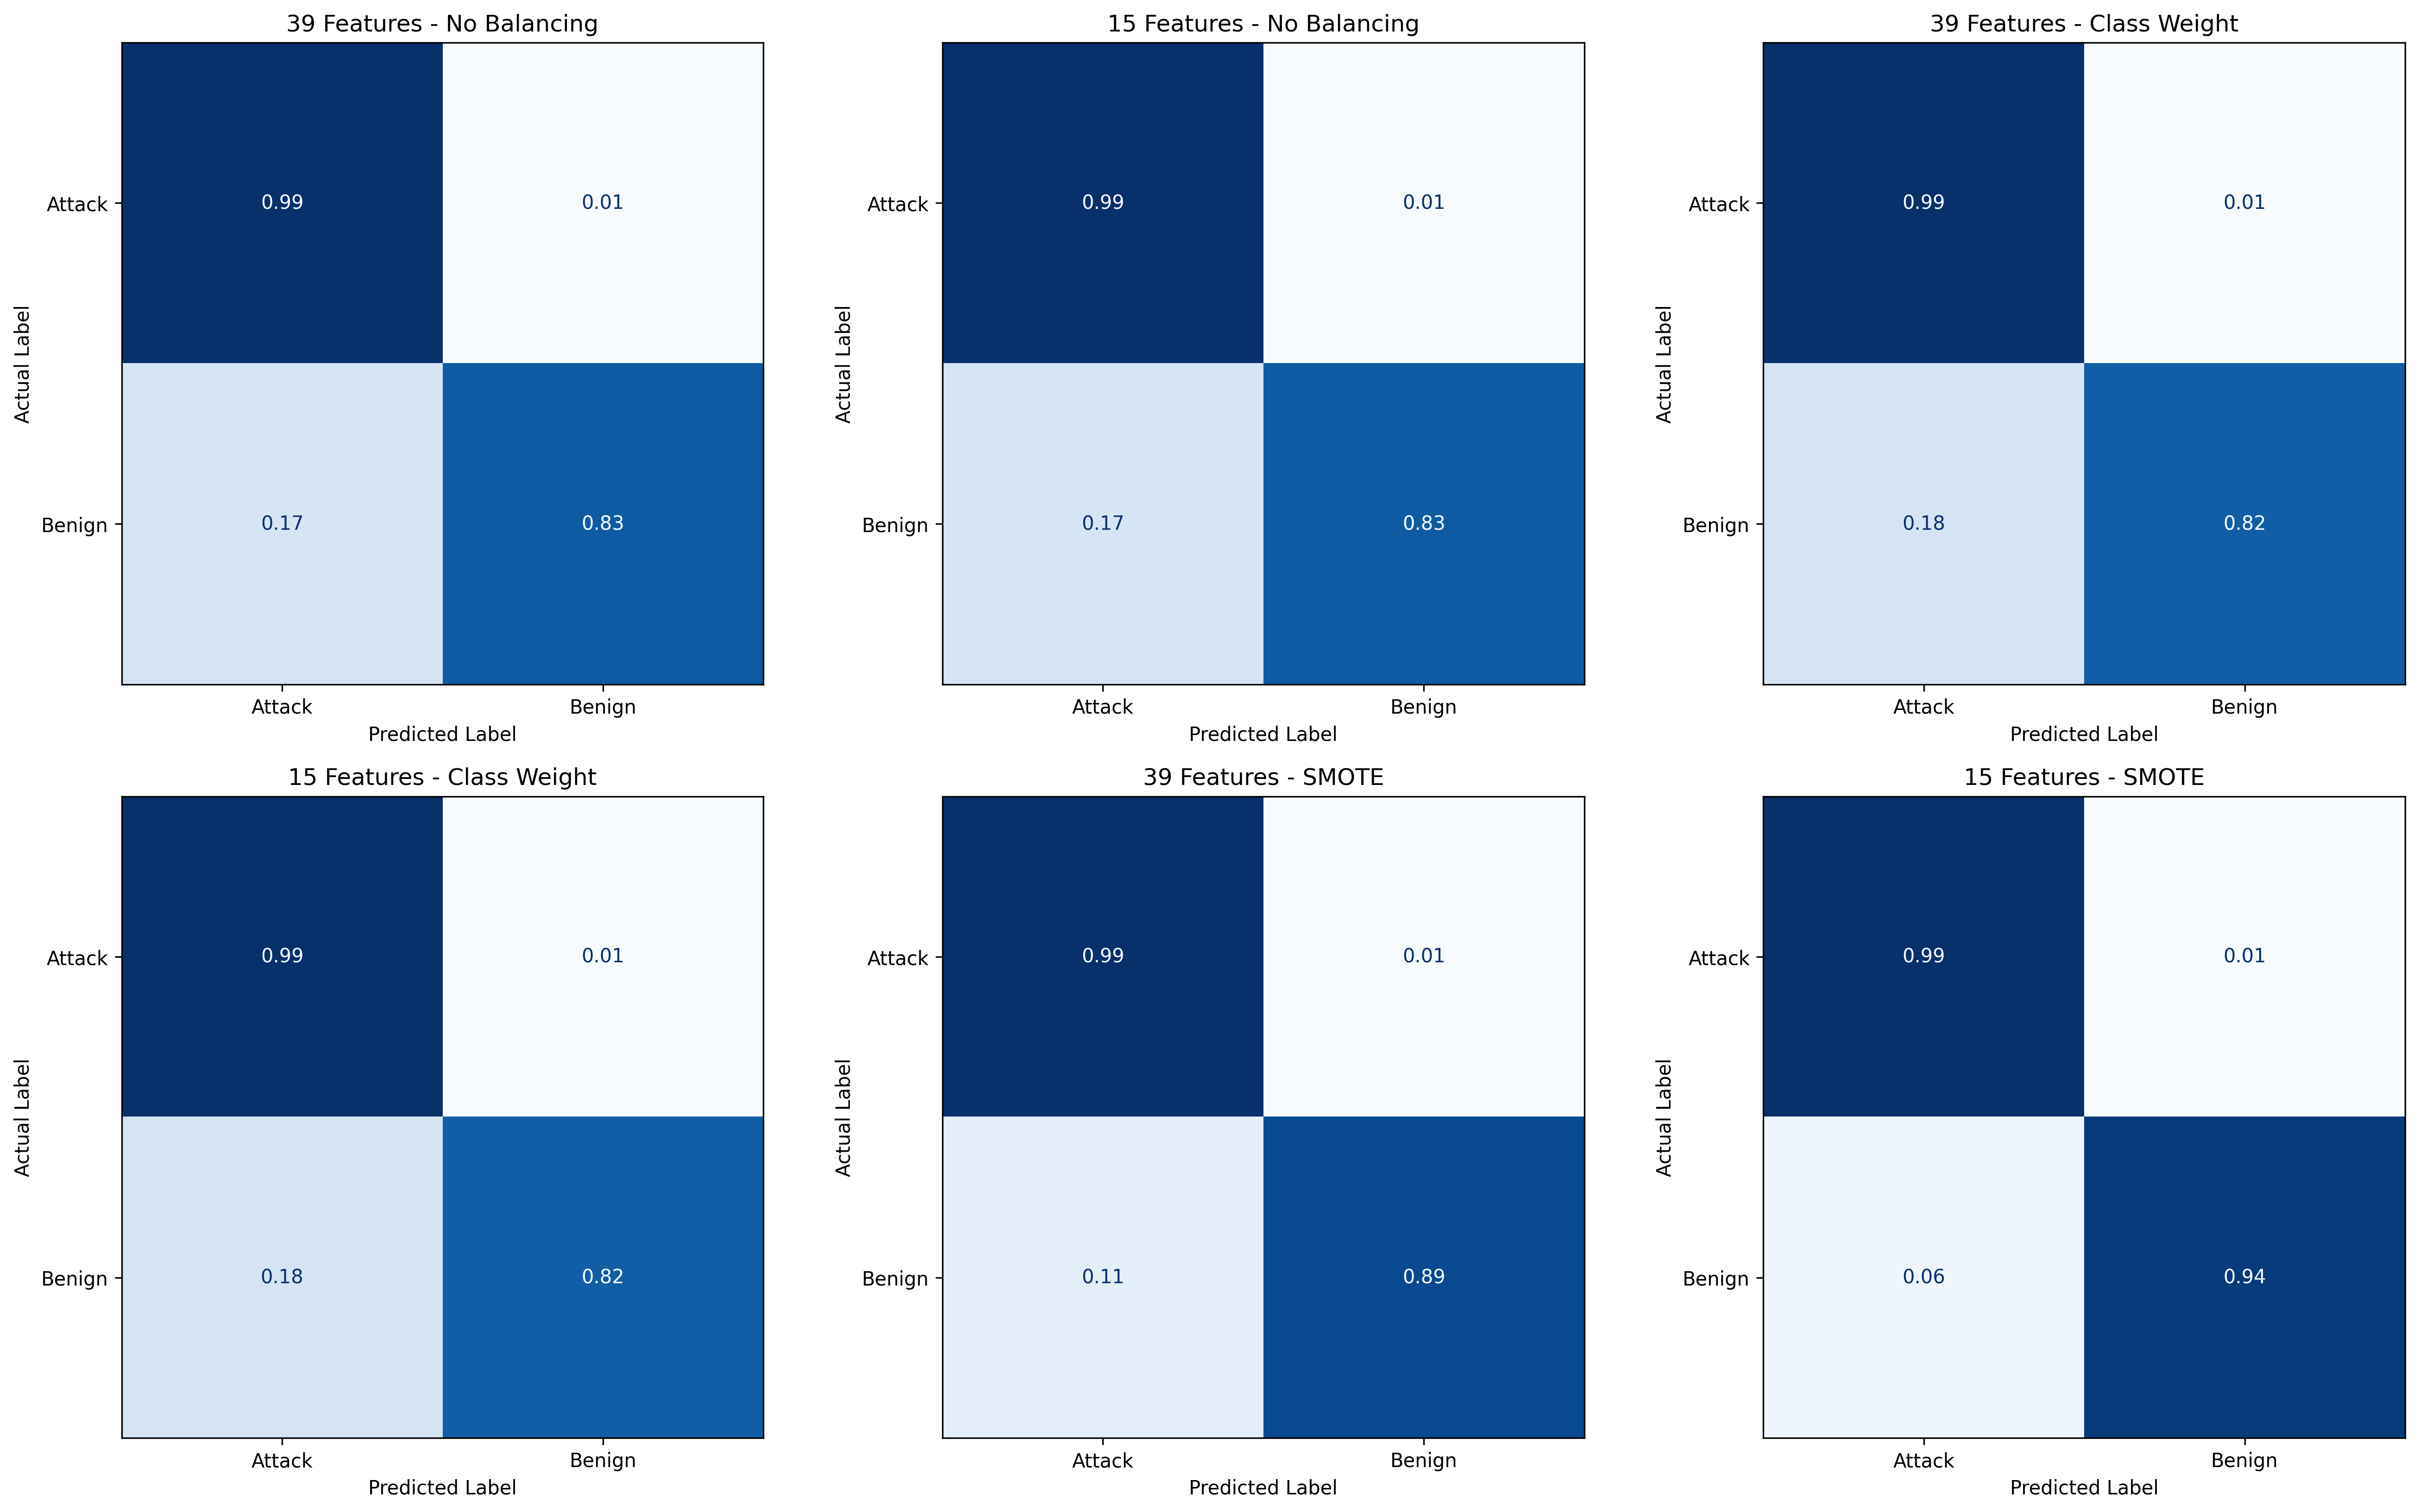 39 Features - No Balancing
Actual Label
Attack
0.99 0.01
Benign
0.17 0.83
Attack Benign
Predicted Label
15 Features - No Balancing
Actual Label
Attack
0.99 0.01
Benign
0.17 0.83
Attack Benign
Predicted Label
39 Features - Class Weight
Actual Label
Attack
0.99 0.01
Benign
0.18 0.82
Attack Benign
Predicted Label
15 Features - Class Weight
Actual Label
Attack
0.99 0.01
Benign
0.18 0.82
Attack Benign
Predicted Label
39 Features - SMOTE
Actual Label
Attack
0.99 0.01
Benign
0.11 0.89
Attack Benign
Predicted Label
15 Features - SMOTE
Actual Label
Attack
0.99 0.01
Benign
0.06 0.94
Attack Benign
Predicted Label